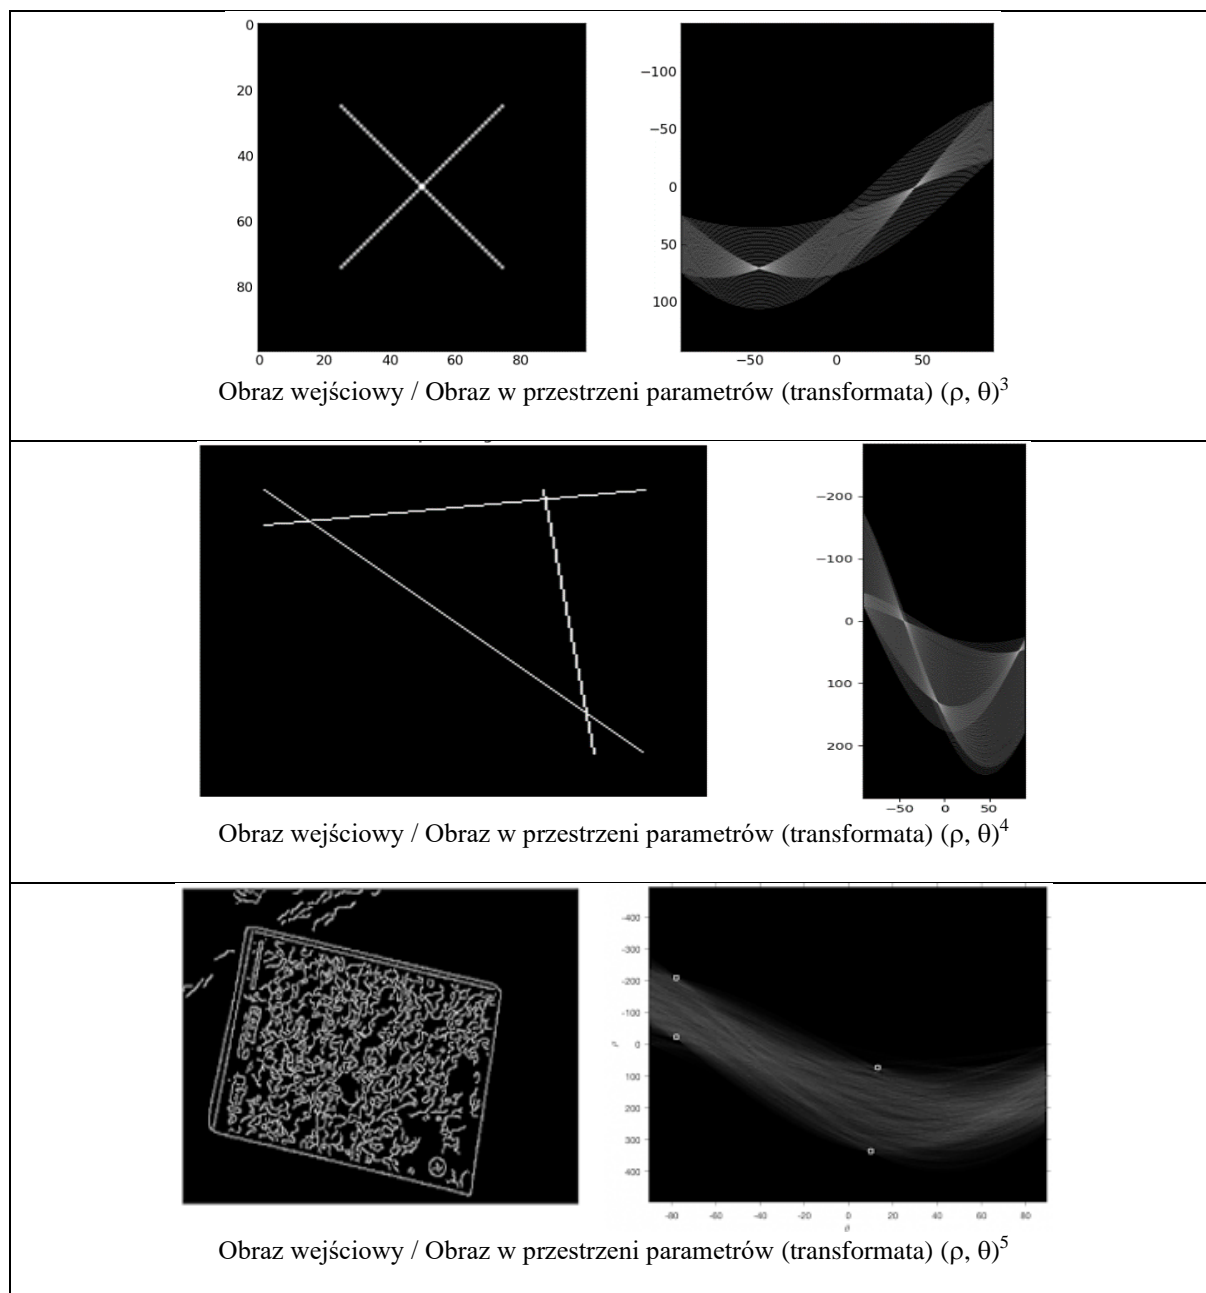 0
20
40
60
80
0 20 40 60 80
−100
−50
0
50
100
−50 0 50
Obraz wejściowy / Obraz w przestrzeni parametrów (transformata) (ρ, θ)3
−200
−100
0
100
200
−50 0 50
Obraz wejściowy / Obraz w przestrzeni parametrów (transformata) (ρ, θ)4
-400
-300
-200
-100
0
ρ
100
200
300
400
-80 -60 -40 -20 0 20 40 60 80
θ
Obraz wejściowy / Obraz w przestrzeni parametrów (transformata) (ρ, θ)5